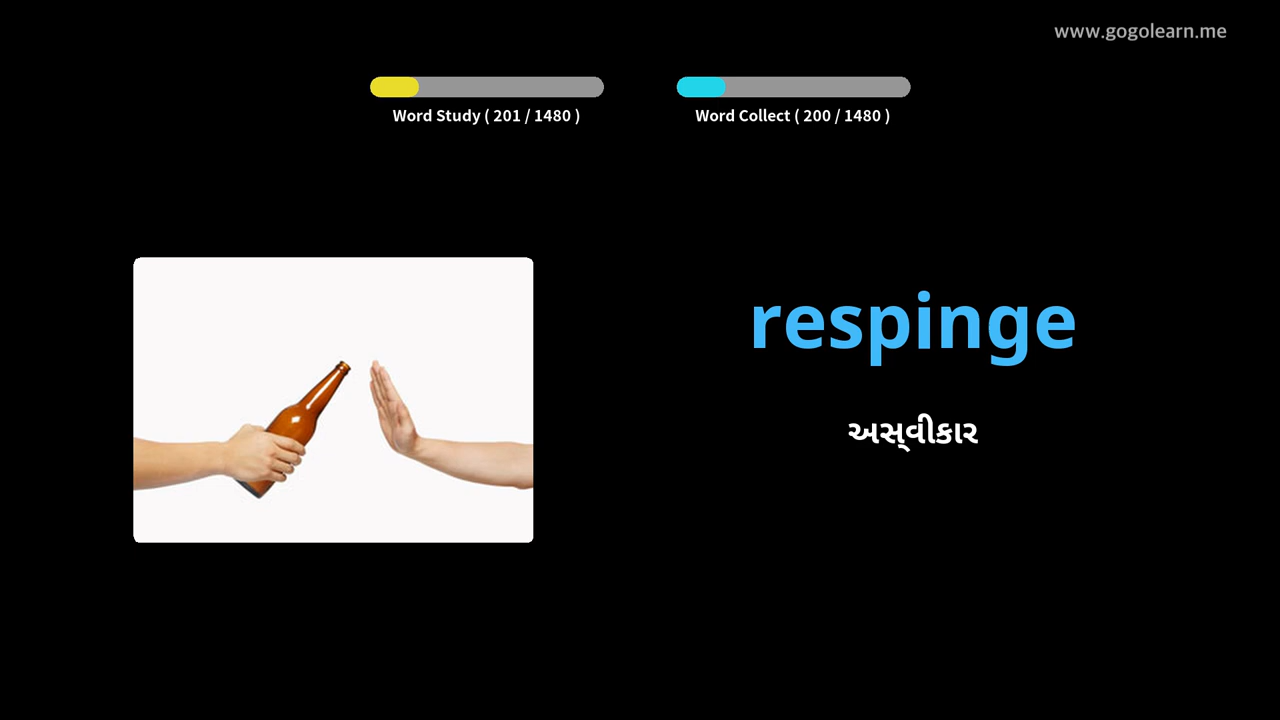 www.gogolearn.me
Word Study ( 201 / 1480 )
Word Collect ( 200 / 1480 )
respinge
અસ્વીકાર